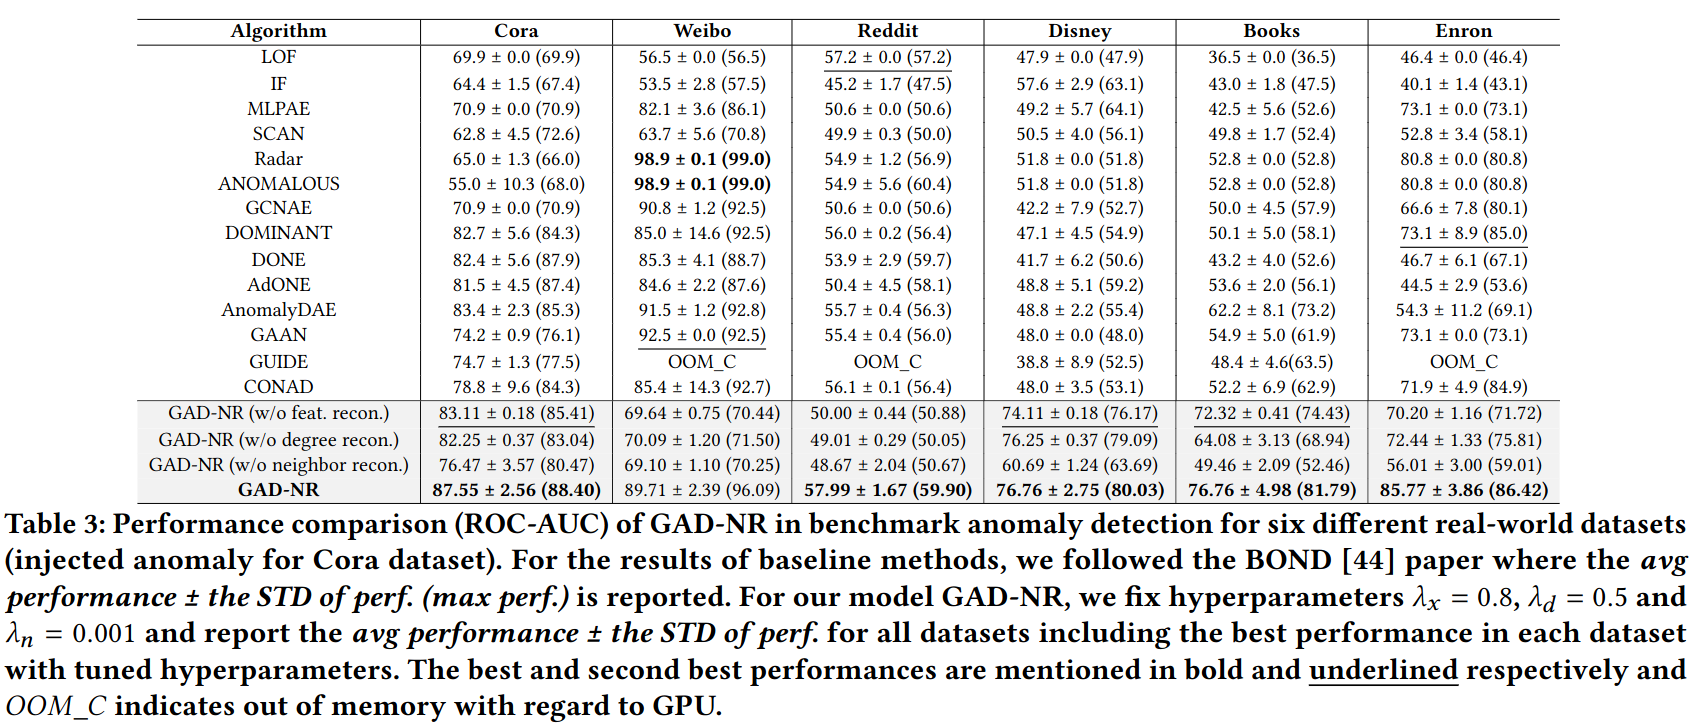 Algorithm Cora Weibo Reddit Disney Books Enron
LOF 69.9 ± 0.0 (69.9) 56.5 ± 0.0 (56.5) 57.2 ± 0.0 (57.2) 47.9 ± 0.0 (47.9) 36.5 ± 0.0 (36.5) 46.4 ± 0.0 (46.4)
IF 64.4 ± 1.5 (67.4) 53.5 ± 2.8 (57.5) 45.2 ± 1.7 (47.5) 57.6 ± 2.9 (63.1) 43.0 ± 1.8 (47.5) 40.1 ± 1.4 (43.1)
MLPAE 70.9 ± 0.0 (70.9) 82.1 ± 3.6 (86.1) 50.6 ± 0.0 (50.6) 49.2 ± 5.7 (64.1) 42.5 ± 5.6 (52.6) 73.1 ± 0.0 (73.1)
SCAN 62.8 ± 4.5 (72.6) 63.7 ± 5.6 (70.8) 49.9 ± 0.3 (50.0) 50.5 ± 4.0 (56.1) 49.8 ± 1.7 (52.4) 52.8 ± 3.4 (58.1)
Radar 65.0 ± 1.3 (66.0) 98.9 ± 0.1 (99.0) 54.9 ± 1.2 (56.9) 51.8 ± 0.0 (51.8) 52.8 ± 0.0 (52.8) 80.8 ± 0.0 (80.8)
ANOMALOUS 55.0 ± 10.3 (68.0) 98.9 ± 0.1 (99.0) 54.9 ± 5.6 (60.4) 51.8 ± 0.0 (51.8) 52.8 ± 0.0 (52.8) 80.8 ± 0.0 (80.8)
GCNAE 70.9 ± 0.0 (70.9) 90.8 ± 1.2 (92.5) 50.6 ± 0.0 (50.6) 42.2 ± 7.9 (52.7) 50.0 ± 4.5 (57.9) 66.6 ± 7.8 (80.1)
DOMINANT 82.7 ± 5.6 (84.3) 85.0 ± 14.6 (92.5) 56.0 ± 0.2 (56.4) 47.1 ± 4.5 (54.9) 50.1 ± 5.0 (58.1) 73.1 ± 8.9 (85.0)
DONE 82.4 ± 5.6 (87.9) 85.3 ± 4.1 (88.7) 53.9 ± 2.9 (59.7) 41.7 ± 6.2 (50.6) 43.2 ± 4.0 (52.6) 46.7 ± 6.1 (67.1)
AdONE 81.5 ± 4.5 (87.4) 84.6 ± 2.2 (87.6) 50.4 ± 4.5 (58.1) 48.8 ± 5.1 (59.2) 53.6 ± 2.0 (56.1) 44.5 ± 2.9 (53.6)
AnomalyDAE 83.4 ± 2.3 (85.3) 91.5 ± 1.2 (92.8) 55.7 ± 0.4 (56.3) 48.8 ± 2.2 (55.4) 62.2 ± 8.1 (73.2) 54.3 ± 11.2 (69.1)
GAAN 74.2 ± 0.9 (76.1) 92.5 ± 0.0 (92.5) 55.4 ± 0.4 (56.0) 48.0 ± 0.0 (48.0) 54.9 ± 5.0 (61.9) 73.1 ± 0.0 (73.1)
GUIDE 74.7 ± 1.3 (77.5) OOM_C OOM_C 38.8 ± 8.9 (52.5) 48.4 ± 4.6(63.5) OOM_C
CONAD 78.8 ± 9.6 (84.3) 85.4 ± 14.3 (92.7) 56.1 ± 0.1 (56.4) 48.0 ± 3.5 (53.1) 52.2 ± 6.9 (62.9) 71.9 ± 4.9 (84.9)
GAD-NR (w/o feat. recon.) 83.11 ± 0.18 (85.41) 69.64 ± 0.75 (70.44) 50.00 ± 0.44 (50.88) 74.11 ± 0.18 (76.17) 72.32 ± 0.41 (74.43) 70.20 ± 1.16 (71.72)
GAD-NR (w/o degree recon.) 82.25 ± 0.37 (83.04) 70.09 ± 1.20 (71.50) 49.01 ± 0.29 (50.05) 76.25 ± 0.37 (79.09) 64.08 ± 3.13 (68.94) 72.44 ± 1.33 (75.81)
GAD-NR (w/o neighbor recon.) 76.47 ± 3.57 (80.47) 69.10 ± 1.10 (70.25) 48.67 ± 2.04 (50.67) 60.69 ± 1.24 (63.69) 49.46 ± 2.09 (52.46) 56.01 ± 3.00 (59.01)
GAD-NR 87.55 ± 2.56 (88.40) 89.71 ± 2.39 (96.09) 57.99 ± 1.67 (59.90) 76.76 ± 2.75 (80.03) 76.76 ± 4.98 (81.79) 85.77 ± 3.86 (86.42)
Table 3: Performance comparison (ROC-AUC) of GAD-NR in benchmark anomaly detection for six different real-world datasets
(injected anomaly for Cora dataset). For the results of baseline methods, we followed the BOND [44] paper where the avg
performance ± the STD of perf. (max perf.) is reported. For our model GAD-NR, we fix hyperparameters λx = 0.8, λd = 0.5 and
λn = 0.001 and report the avg performance ± the STD of perf. for all datasets including the best performance in each dataset
with tuned hyperparameters. The best and second best performances are mentioned in bold and underlined respectively and
OOM_C indicates out of memory with regard to GPU.